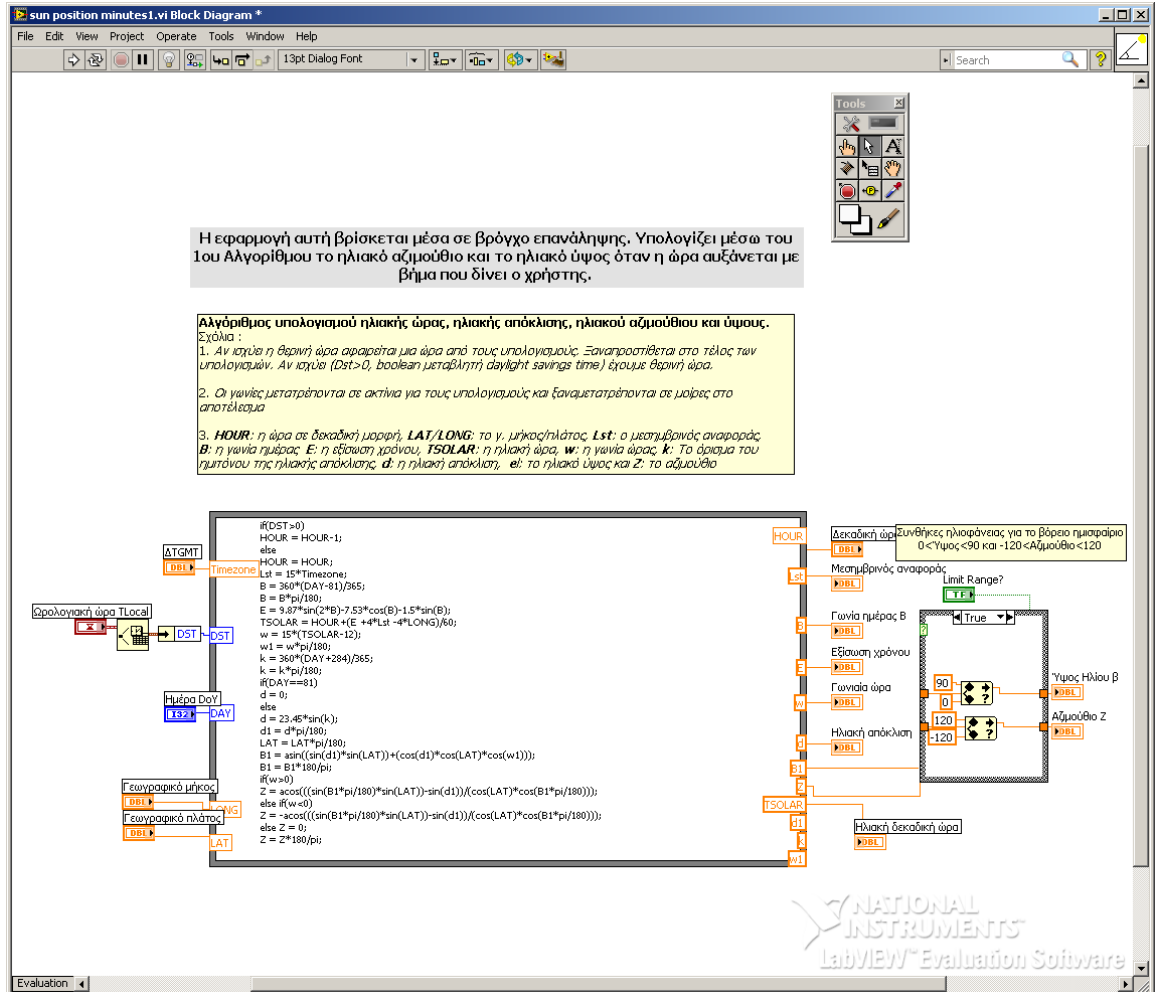 sun position minutes1.vi Block Diagram *
File Edit View Project Operate Tools Window Help
13pt Dialog Font
Search
Tools
Η εφαρμογή αυτή βρίσκεται μέσα σε βρόγχο επανάληψης. Υπολογίζει μέσω του
1ου Αλγορίθμου το ηλιακό αζιμούθιο και το ηλιακό ύψος όταν η ώρα αυξάνεται με
βήμα που δίνει ο χρήστης.
Αλγόριθμος υπολογισμού ηλιακής ώρας, ηλιακής απόκλισης, ηλιακού αζιμούθιου και ύψους.
Σχόλια :
1. Αν ισχύει η θερινή ώρα αφαιρείται μια ώρα από τους υπολογισμούς. Ξαναπροστίθεται στο τέλος των
υπολογισμών. Αν ισχύει (Dst>0, boolean μεταβλητή daylight savings time) έχουμε θερινή ώρα.
2. Οι γωνίες μετατρέπονται σε ακτίνια για τους υπολογισμούς και ξαναμετατρέπονται σε μοίρες στο
αποτέλεσμα
3. HOUR: η ώρα σε δεκαδική μορφή, LAT/LONG: το γ. μήκος/πλάτος, Lst: ο μεσημβρινός αναφοράς,
B: η γωνία ημέρας E: η εξίσωση χρόνου, TSOLAR: η ηλιακή ώρα, w: η γωνία ώρας, k: Το όρισμα του
ημιτόνου της ηλιακής απόκλισης, d: η ηλιακή απόκλιση, el: το ηλιακό ύψος και Z: το αζιμούθιο
if(DST>0)
HOUR = HOUR-1;
else
HOUR = HOUR;
Lst = 15*Timezone;
B = 360*(DAY-81)/365;
B = B*pi/180;
E = 9.87*sin(2*B)-7.53*cos(B)-1.5*sin(B);
TSOLAR = HOUR+(E +4*Lst -4*LONG)/60;
w = 15*(TSOLAR-12);
w1 = w*pi/180;
k = 360*(DAY+284)/365;
k = k*pi/180;
if(DAY==81)
d = 0;
else
d = 23.45*sin(k);
d1 = d*pi/180;
LAT = LAT*pi/180;
B1 = asin((sin(d1)*sin(LAT))+(cos(d1)*cos(LAT)*cos(w1)));
B1 = B1*180/pi;
if(w>0)
Z = acos(((sin(B1*pi/180)*sin(LAT))-sin(d1))/(cos(LAT)*cos(B1*pi/180)));
else if(w<0)
Z = -acos(((sin(B1*pi/180)*sin(LAT))-sin(d1))/(cos(LAT)*cos(B1*pi/180)));
else Z = 0;
Z = Z*180/pi;
ΔTGMT
DBL
Timezone
Ωρολογιακή ώρα TLocal
DST
DST
Ημέρα DoY
I32
DAY
Γεωγραφικό μήκος
DBL
LONG
Γεωγραφικό πλάτος
DBL
LAT
HOUR
Lst
B
E
w
d
B1
Z
TSOLAR
d1
k
w1
Δεκαδική ώρ
DBL
Μεσημβρινός αναφοράς
DBL
Γωνία ημέρας B
DBL
Εξίσωση χρόνου
DBL
Γωνιαία ώρα
DBL
Ηλιακή απόκλιση
DBL
Ηλιακή δεκαδική ώρα
DBL
Συνθήκες ηλιοφάνειας για το βόρειο ημισφαίριο
0<Ύψος<90 και -120<Αζιμούθιο<120
Limit Range?
TF
True
90
0
120
-120
Ύψος Ηλίου β
DBL
Αζιμούθιο Z
DBL
NATIONAL
INSTRUMENTS
LabVIEW Evaluation Software
Evaluation